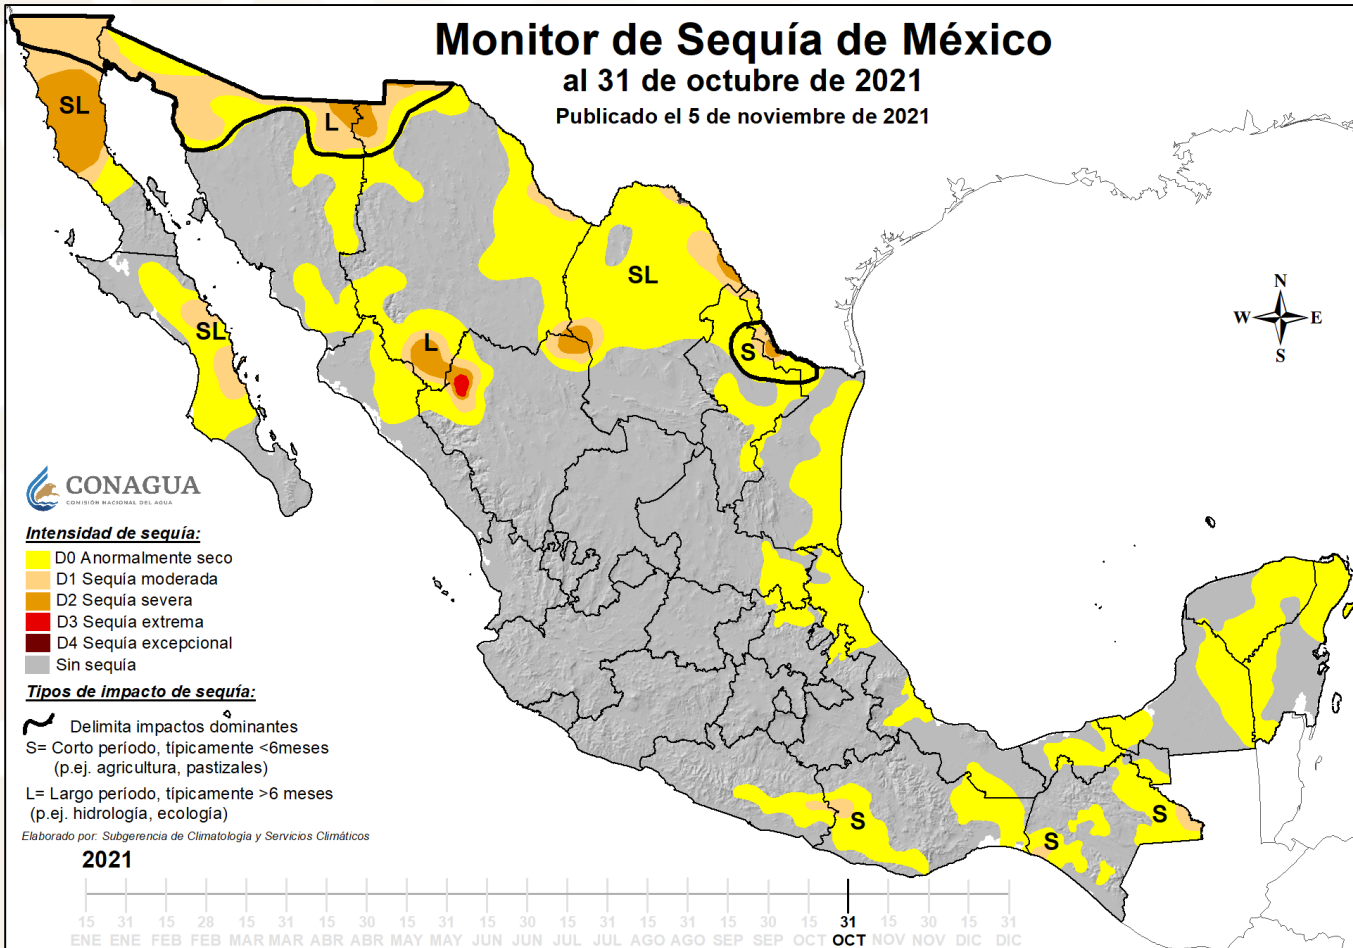 Monitor de Sequía de México
al 31 de octubre de 2021
Publicado el 5 de noviembre de 2021
SL
L
SL
SL
L
S
S
S
S
N
W E
S
CONAGUA
COMISIÓN NACIONAL DEL AGUA
Intensidad de sequía:
D0 Anormalmente seco
D1 Sequía moderada
D2 Sequía severa
D3 Sequía extrema
D4 Sequía excepcional
Sin sequía
Tipos de impacto de sequía:
Delimita impactos dominantes
S= Corto período, típicamente <6meses
(p.ej. agricultura, pastizales)
L= Largo período, típicamente >6 meses
(p.ej. hidrología, ecología)
Elaborado por: Subgerencia de Climatología y Servicios Climáticos
2021
15 31 15 28 15 31 15 30 15 31 15 30 15 31 15 31 15 30 15 31 15 30 15 31
ENE ENE FEB FEB MAR MAR ABR ABR MAY MAY JUN JUN JUL JUL AGO AGO SEP SEP OCT OCT NOV NOV DIC DIC